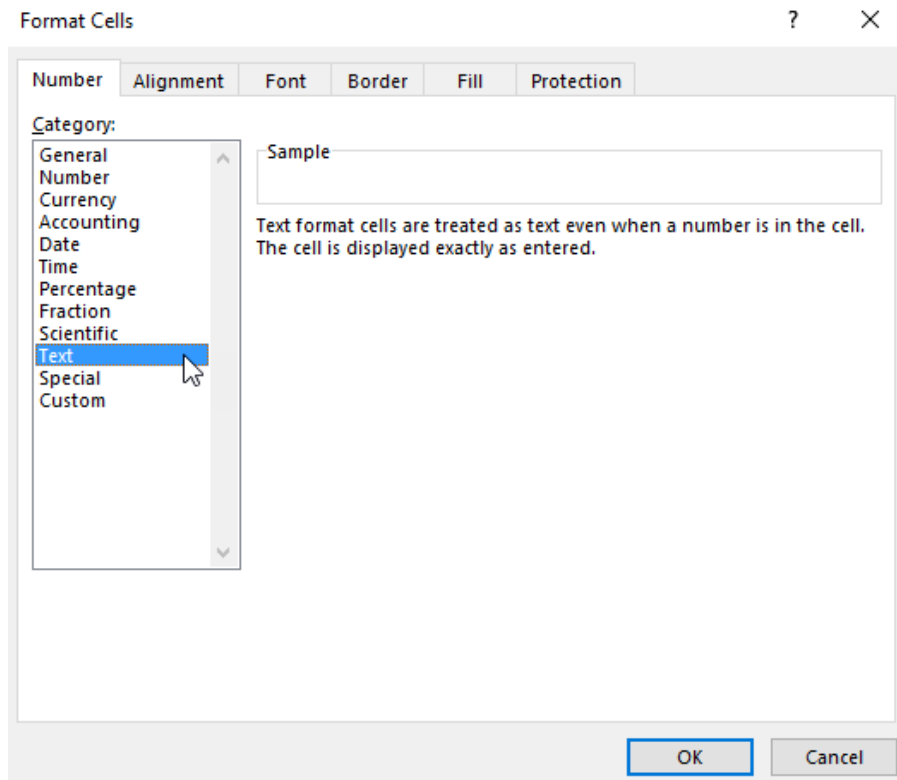 Format Cells
?
Number Alignment Font Border Fill Protection
Category:
General
Number
Currency
Accounting
Date
Time
Percentage
Fraction
Scientific
Text
Special
Custom
Sample
Text format cells are treated as text even when a number is in the cell.
The cell is displayed exactly as entered.
OK Cancel